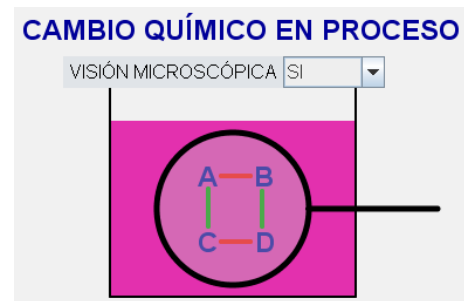 CAMBIO QUÍMICO EN PROCESO
VISIÓN MICROSCÓPICA SI
A B
C D